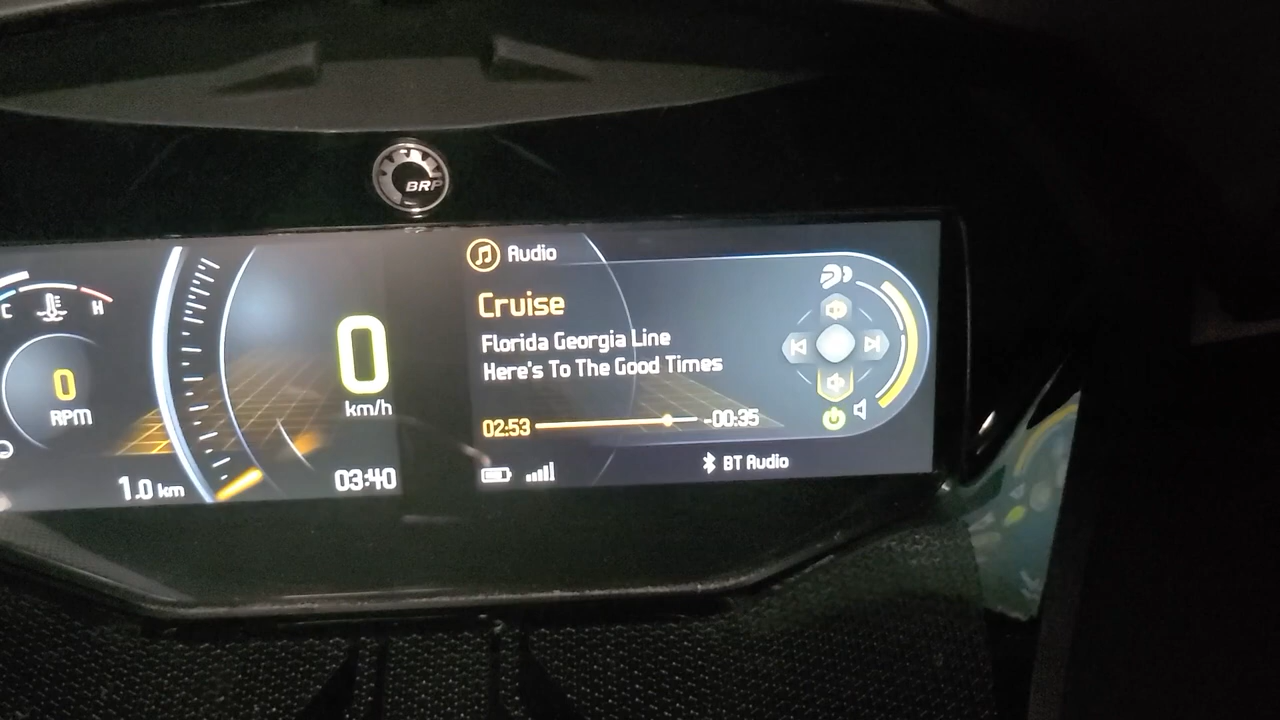 BRP
Audio
Cruise
Florida Georgia Line
Here's To The Good Times
02:53
-00:35
BT Audio
C
H
0
RPM
1.0 km
0
km/h
03:40